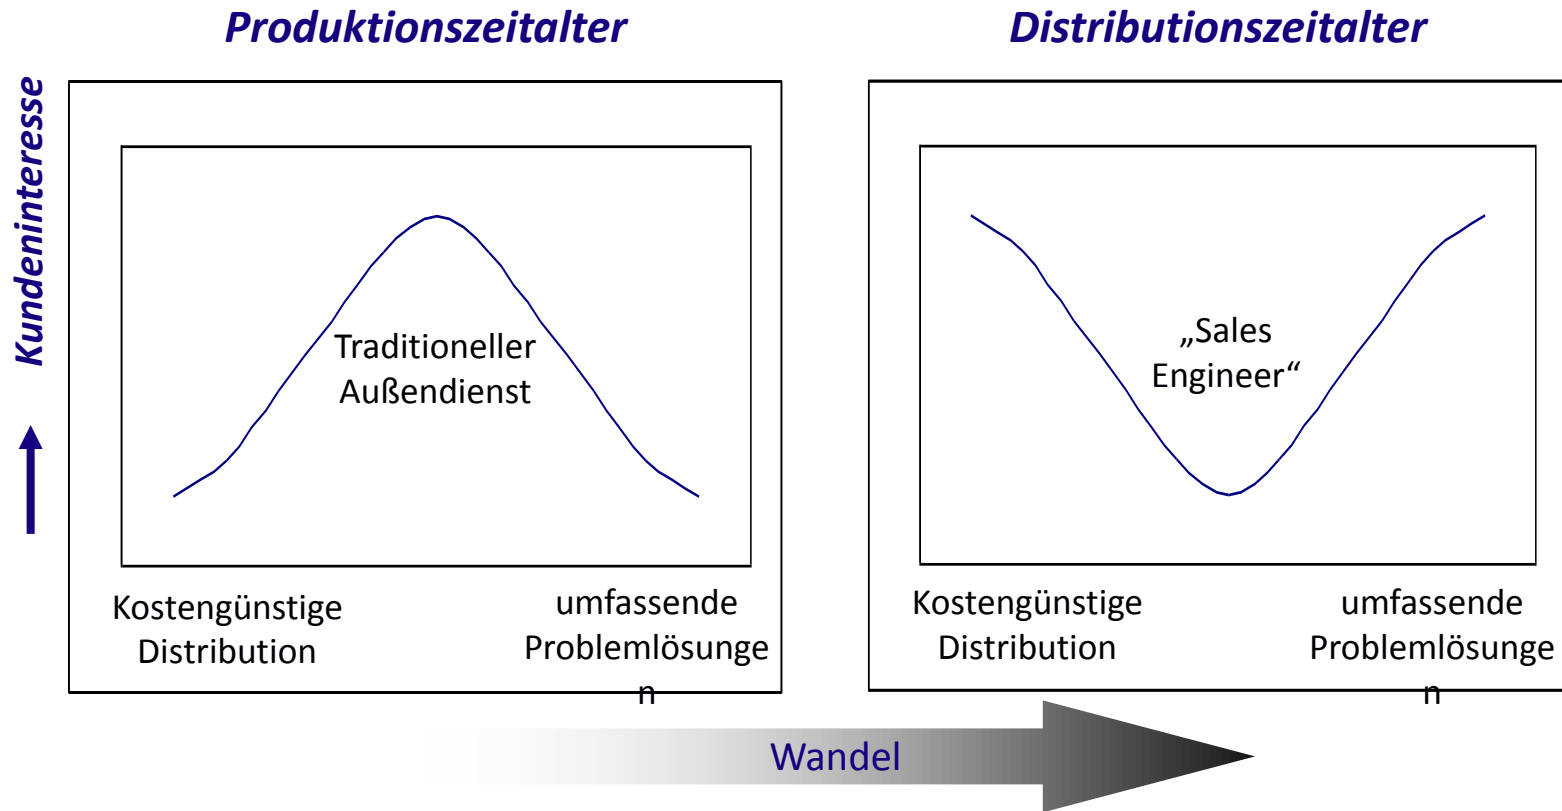 Produktionszeitalter
Distributionszeitalter
Kundeninteresse
Traditioneller
Außendienst
Kostengünstige
Distribution
umfassende
Problemlösunge
n
„Sales
Engineer“
Kostengünstige
Distribution
umfassende
Problemlösunge
n
Wandel